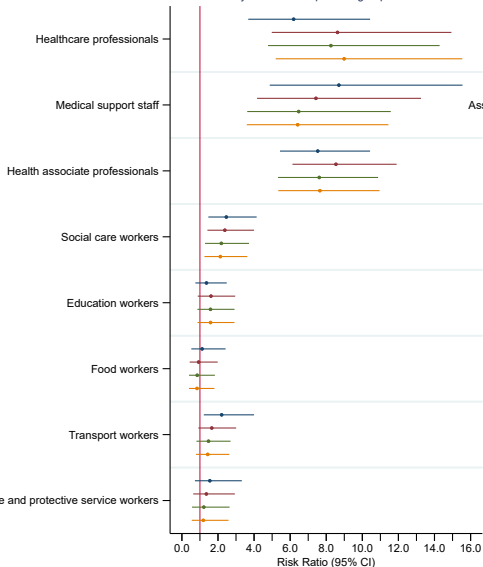 Healthcare professionals
Medical support staff
Ass
Health associate professionals
Social care workers
Education workers
Food workers
Transport workers
e and protective service workers
0.0 2.0 4.0 6.0 8.0 10.0 12.0 14.0 16.0
Risk Ratio (95% CI)